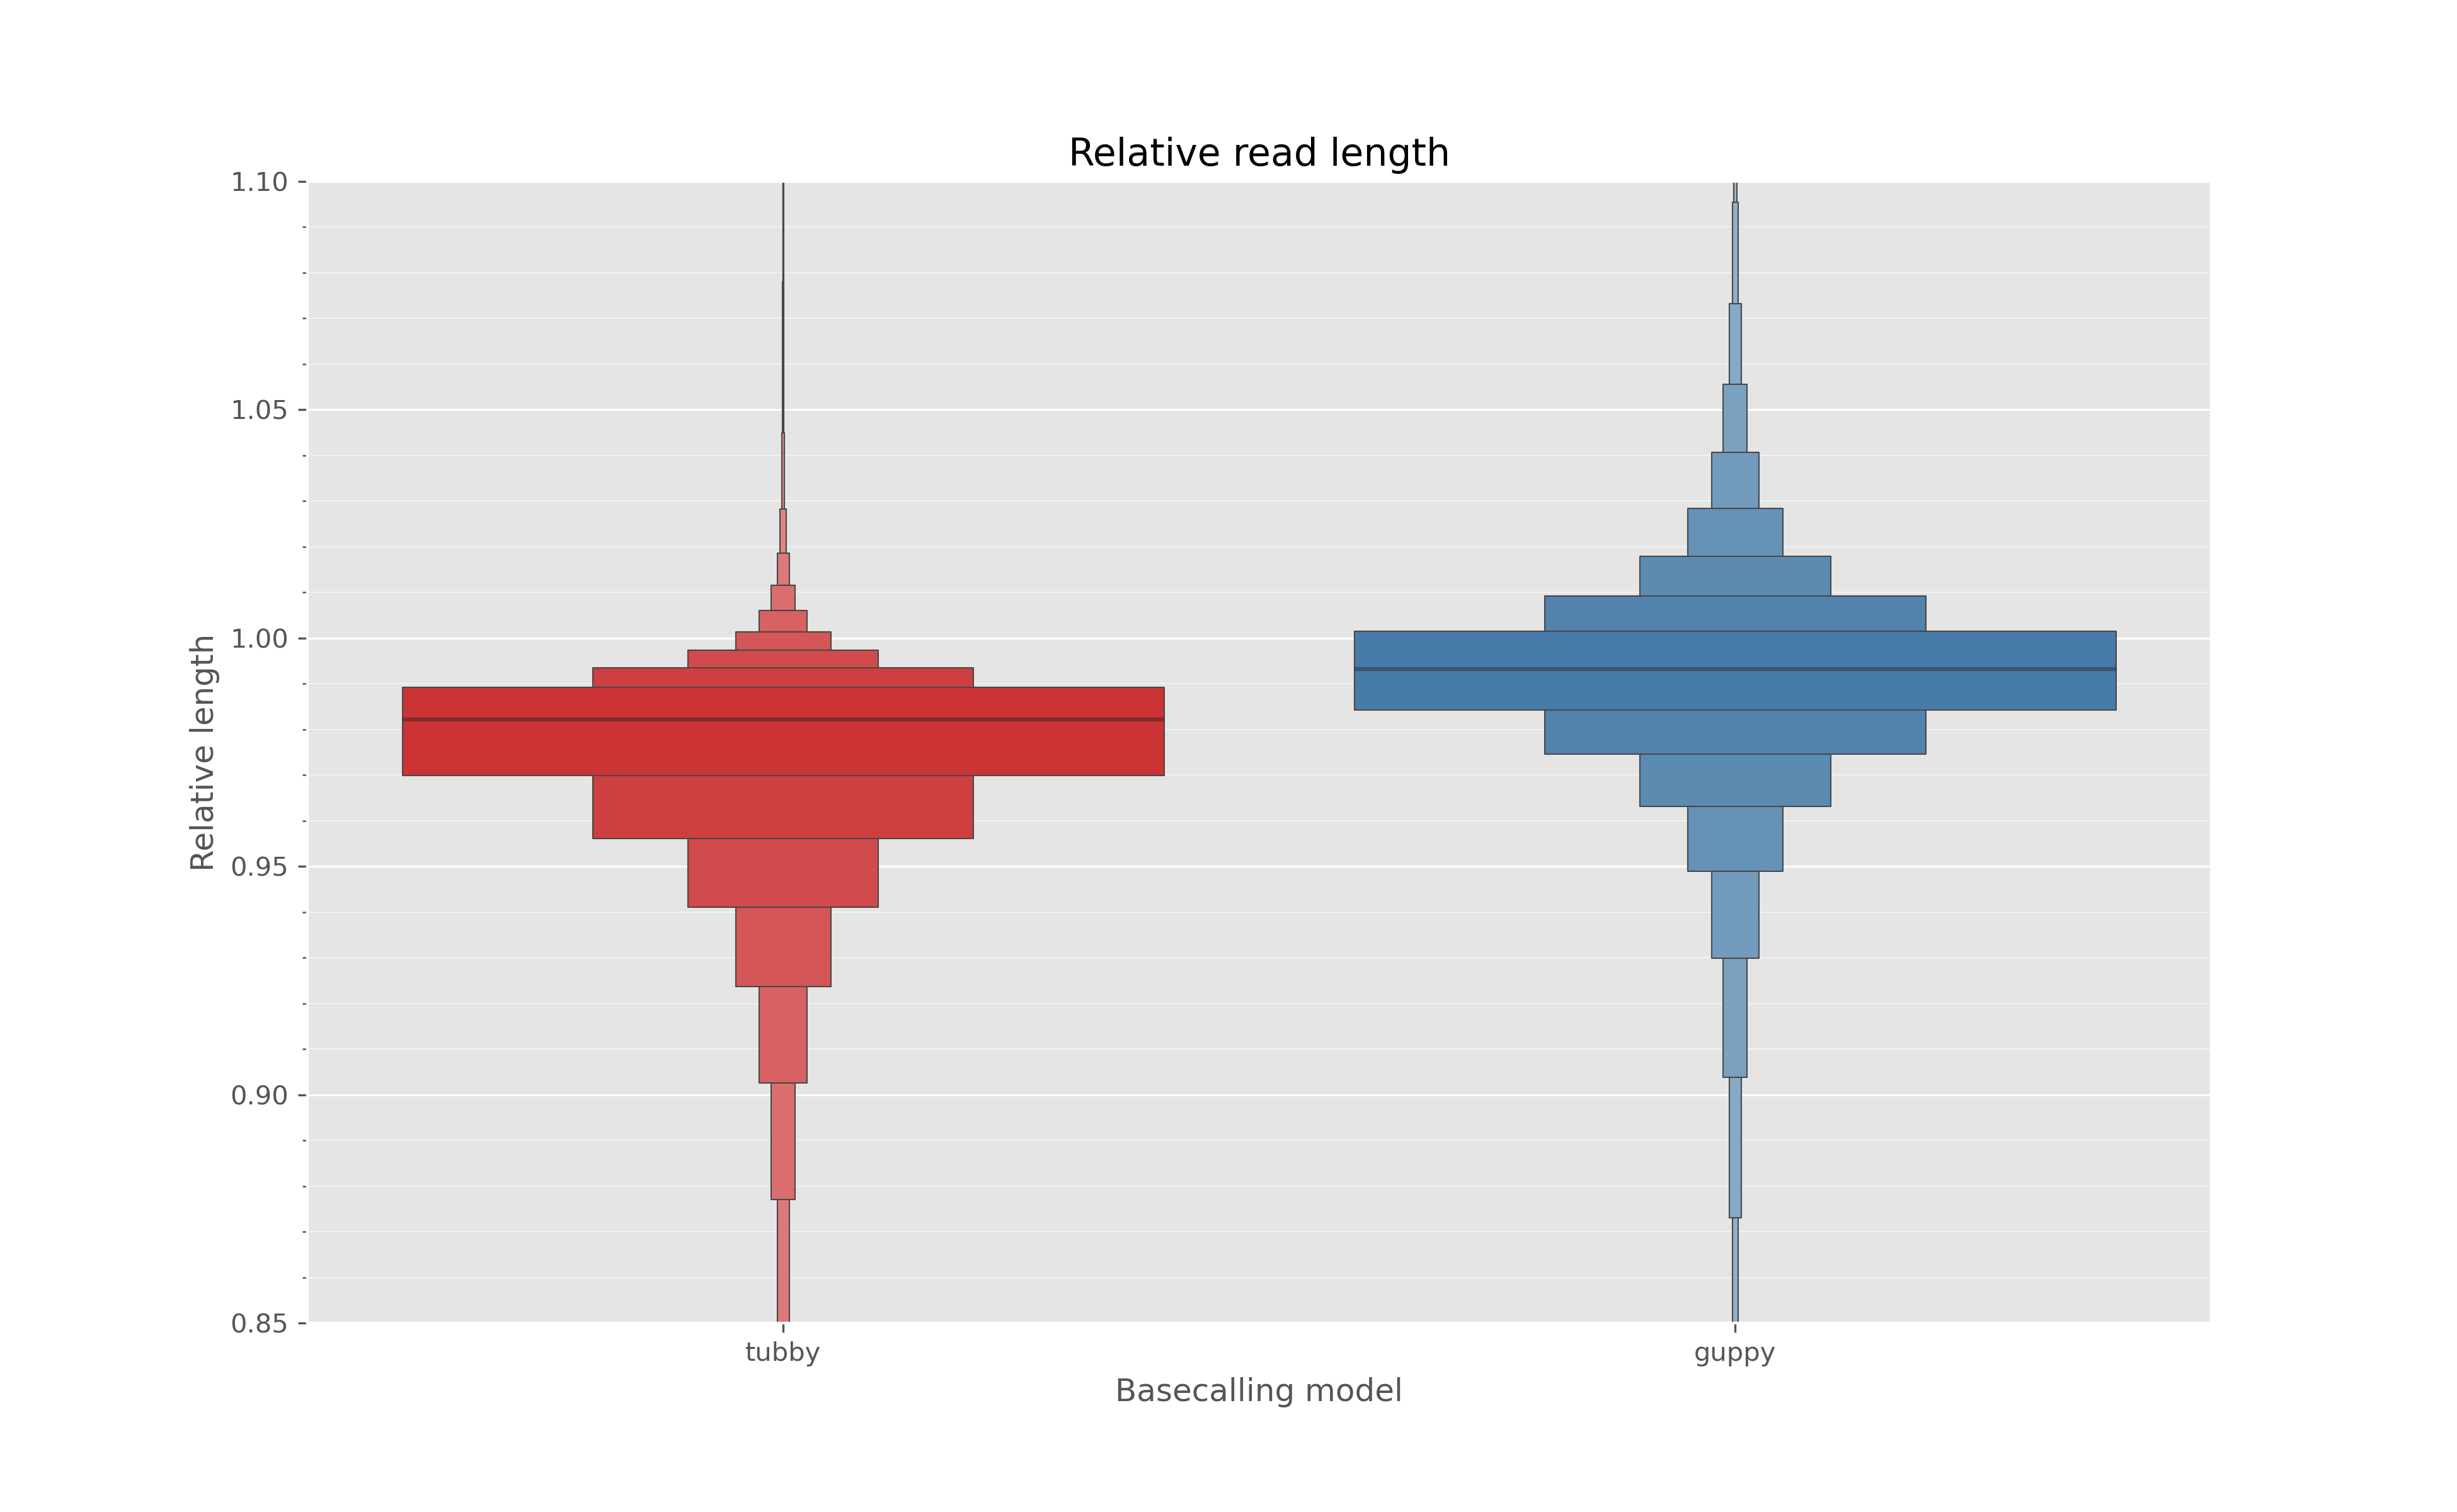 Relative read length
1.10
1.05
1.00
0.95
0.90
0.85
Relative length
tubby
guppy
Basecalling model